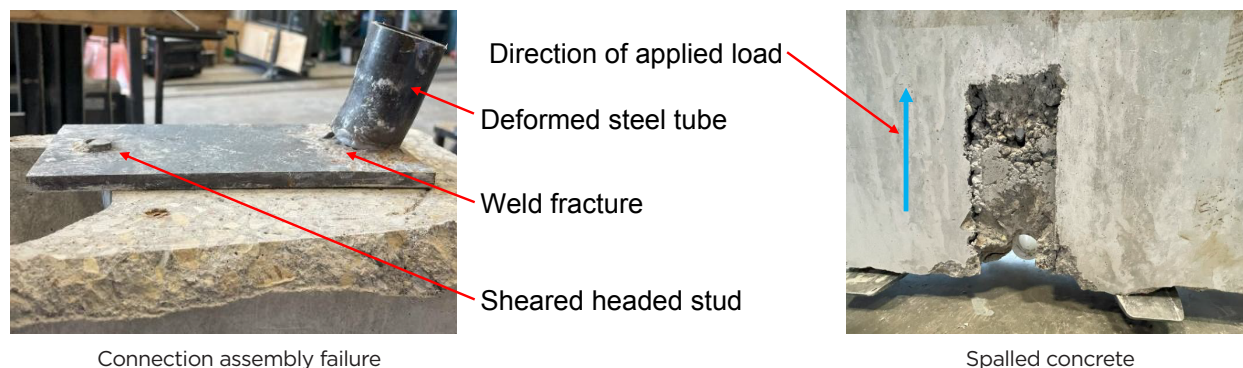 Direction of applied load
Deformed steel tube
Weld fracture
Sheared headed stud
Connection assembly failure
Spalled concrete